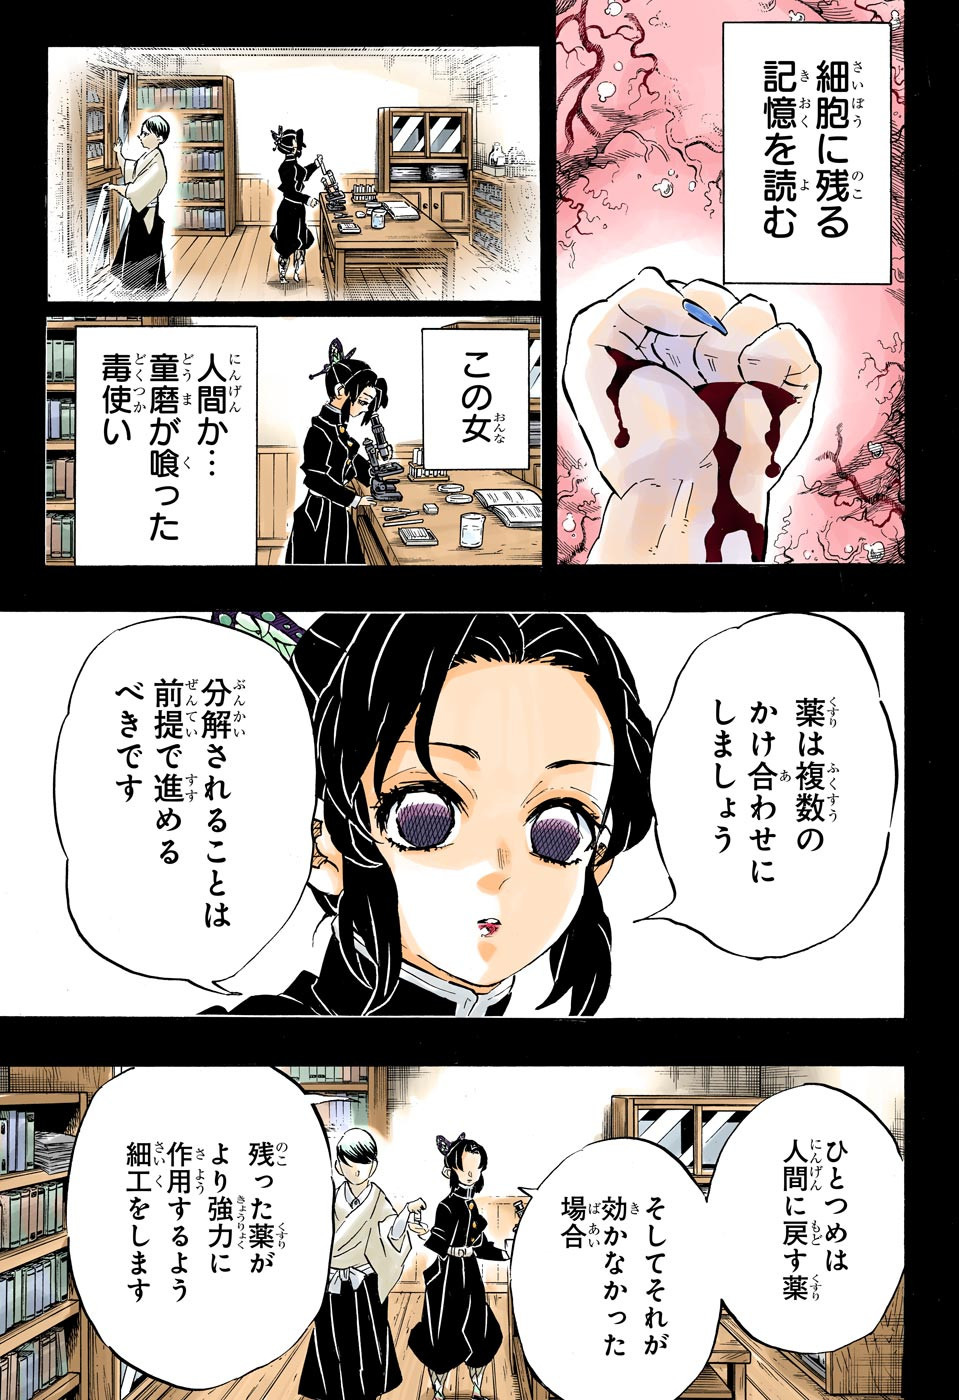 細胞に残る
記憶を読む
この女
人間か…
童磨が喰った
毒使い
薬は複数の
かけ合わせに
しましょう
分解されることは
前提で進める
べきです
ひとつめは
人間に戻す薬
そしてそれが
効かなかった
場合
残った薬が
より強力に
作用するよう
細工をします